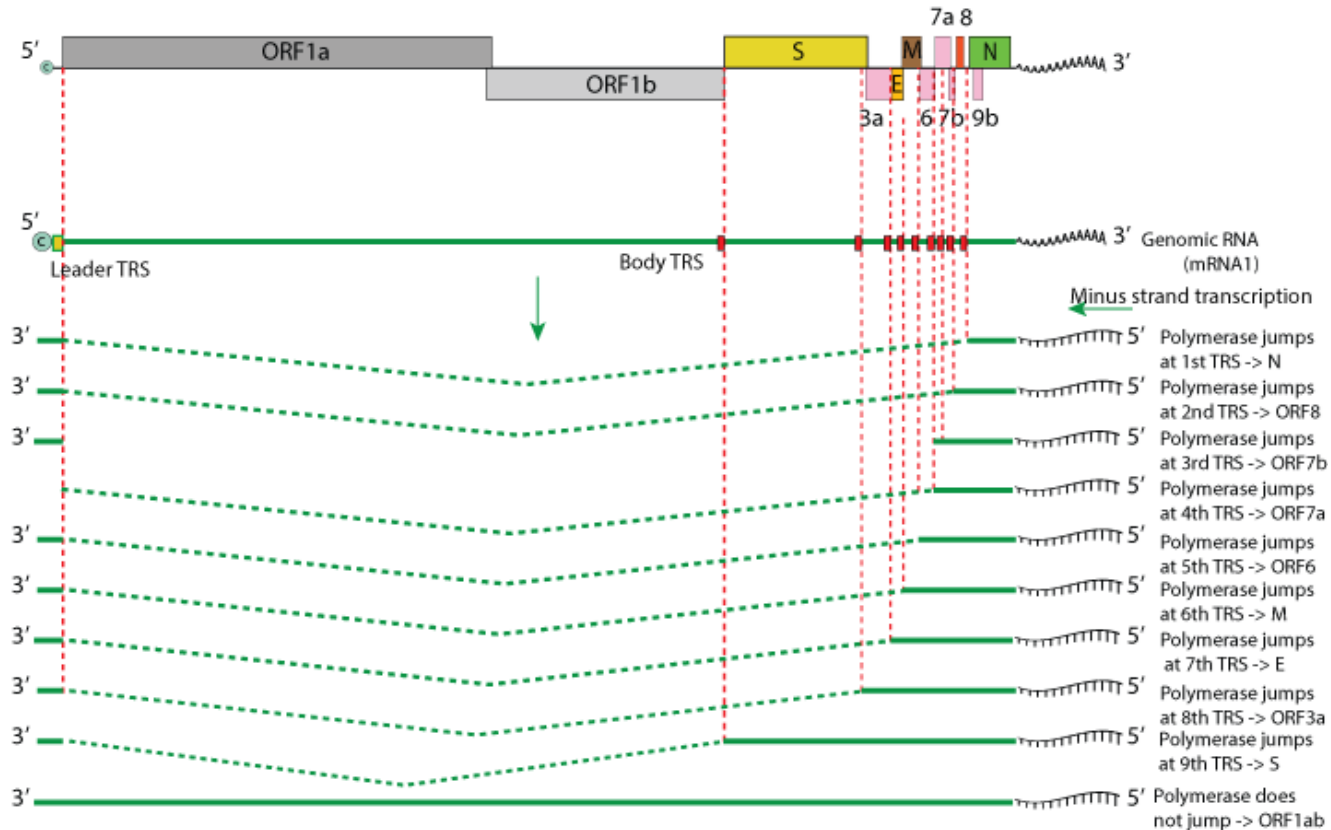 7a 8
5′ ORF1a S M N 3′
C
ORF1b E
3a 6 7b 9b
5′
C 3′ Genomic RNA
(mRNA1)
Leader TRS Body TRS
Minus strand transcription
3′ 5′ Polymerase jumps
at 1st TRS -> N
3′ 5′ Polymerase jumps
at 2nd TRS -> ORF8
3′ 5′ Polymerase jumps
at 3rd TRS -> ORF7b
5′ Polymerase jumps
at 4th TRS -> ORF7a
3′ 5′ Polymerase jumps
at 5th TRS -> ORF6
3′ 5′ Polymerase jumps
at 6th TRS -> M
3′ 5′ Polymerase jumps
at 7th TRS -> E
3′ 5′ Polymerase jumps
at 8th TRS -> ORF3a
3′ 5′ Polymerase jumps
at 9th TRS -> S
3′ 5′ Polymerase does
not jump -> ORF1ab